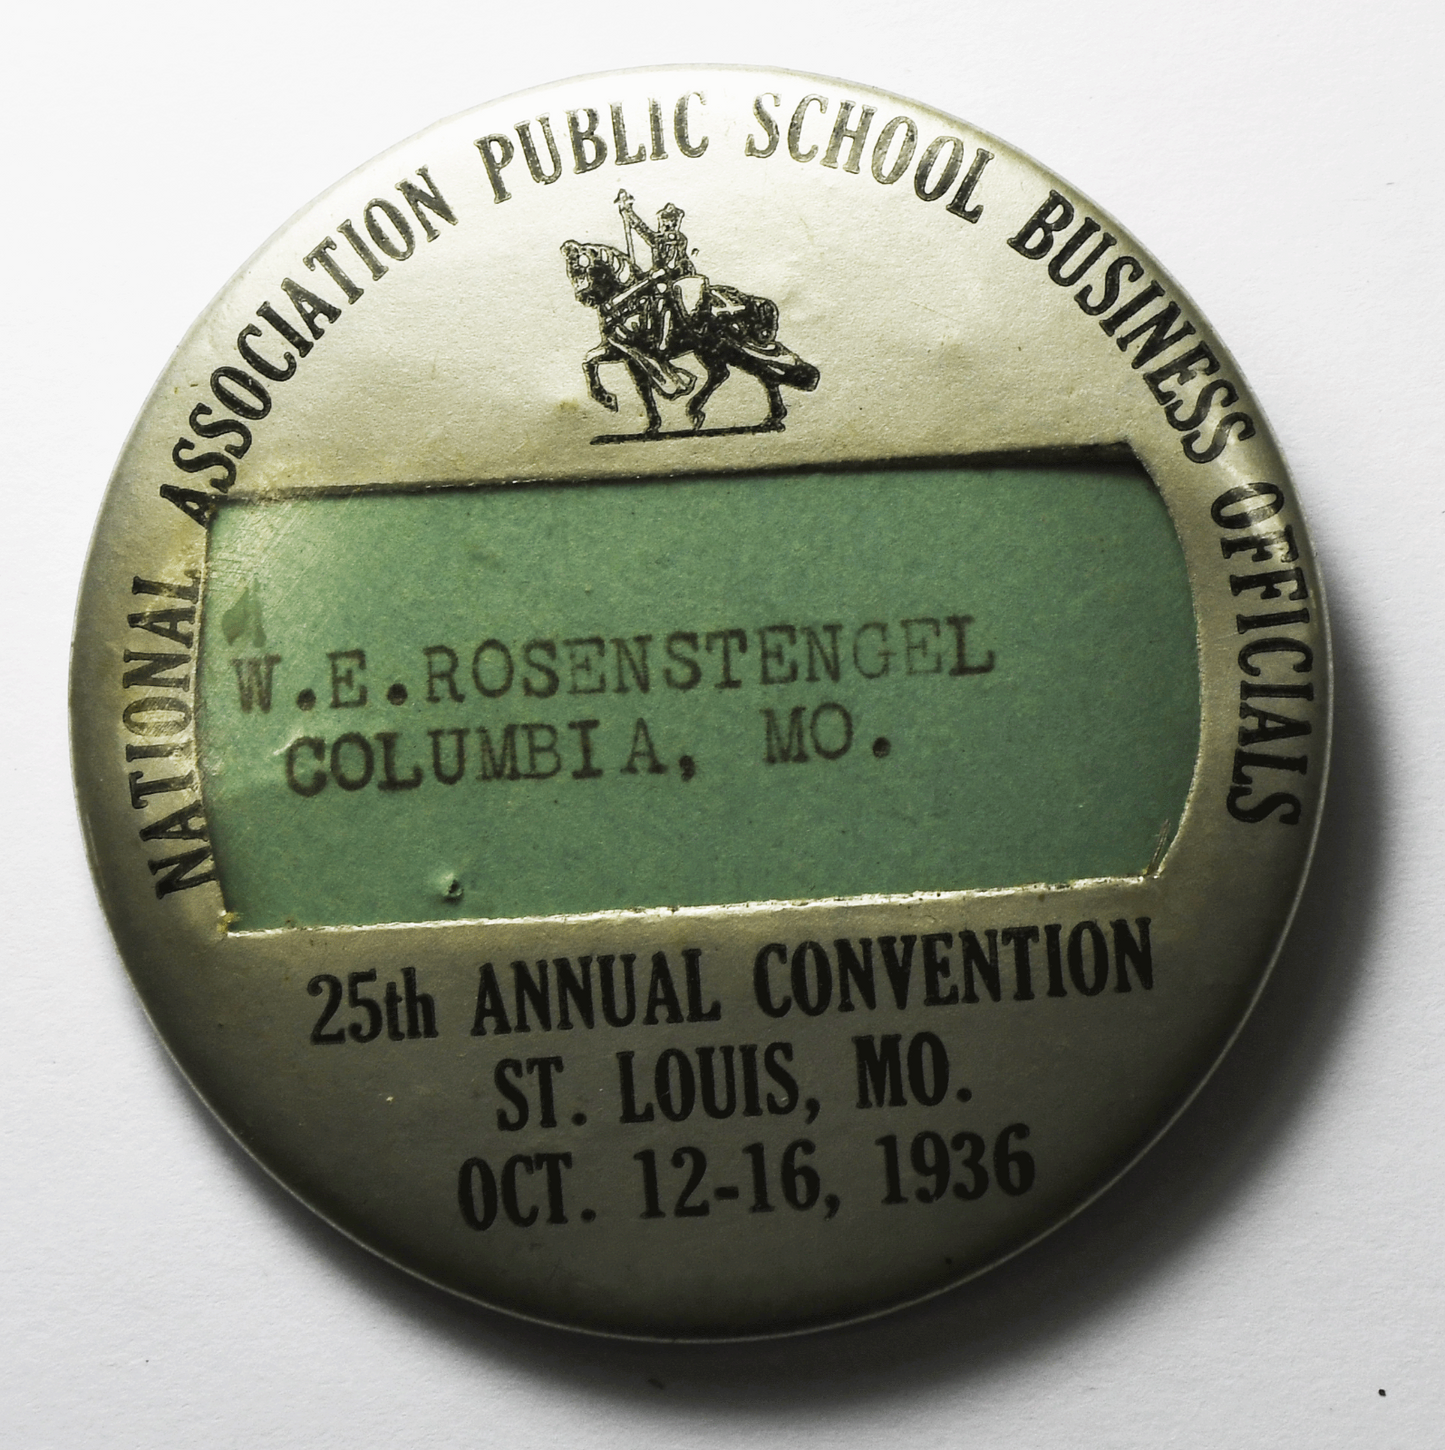 NATIONAL ASSOCIATION PUBLIC SCHOOL BUSINESS OFFICIALS
W.E.ROSENSTENGEL
COLUMBIA, MO.
25th ANNUAL CONVENTION
ST. LOUIS, MO.
OCT. 12-16, 1936